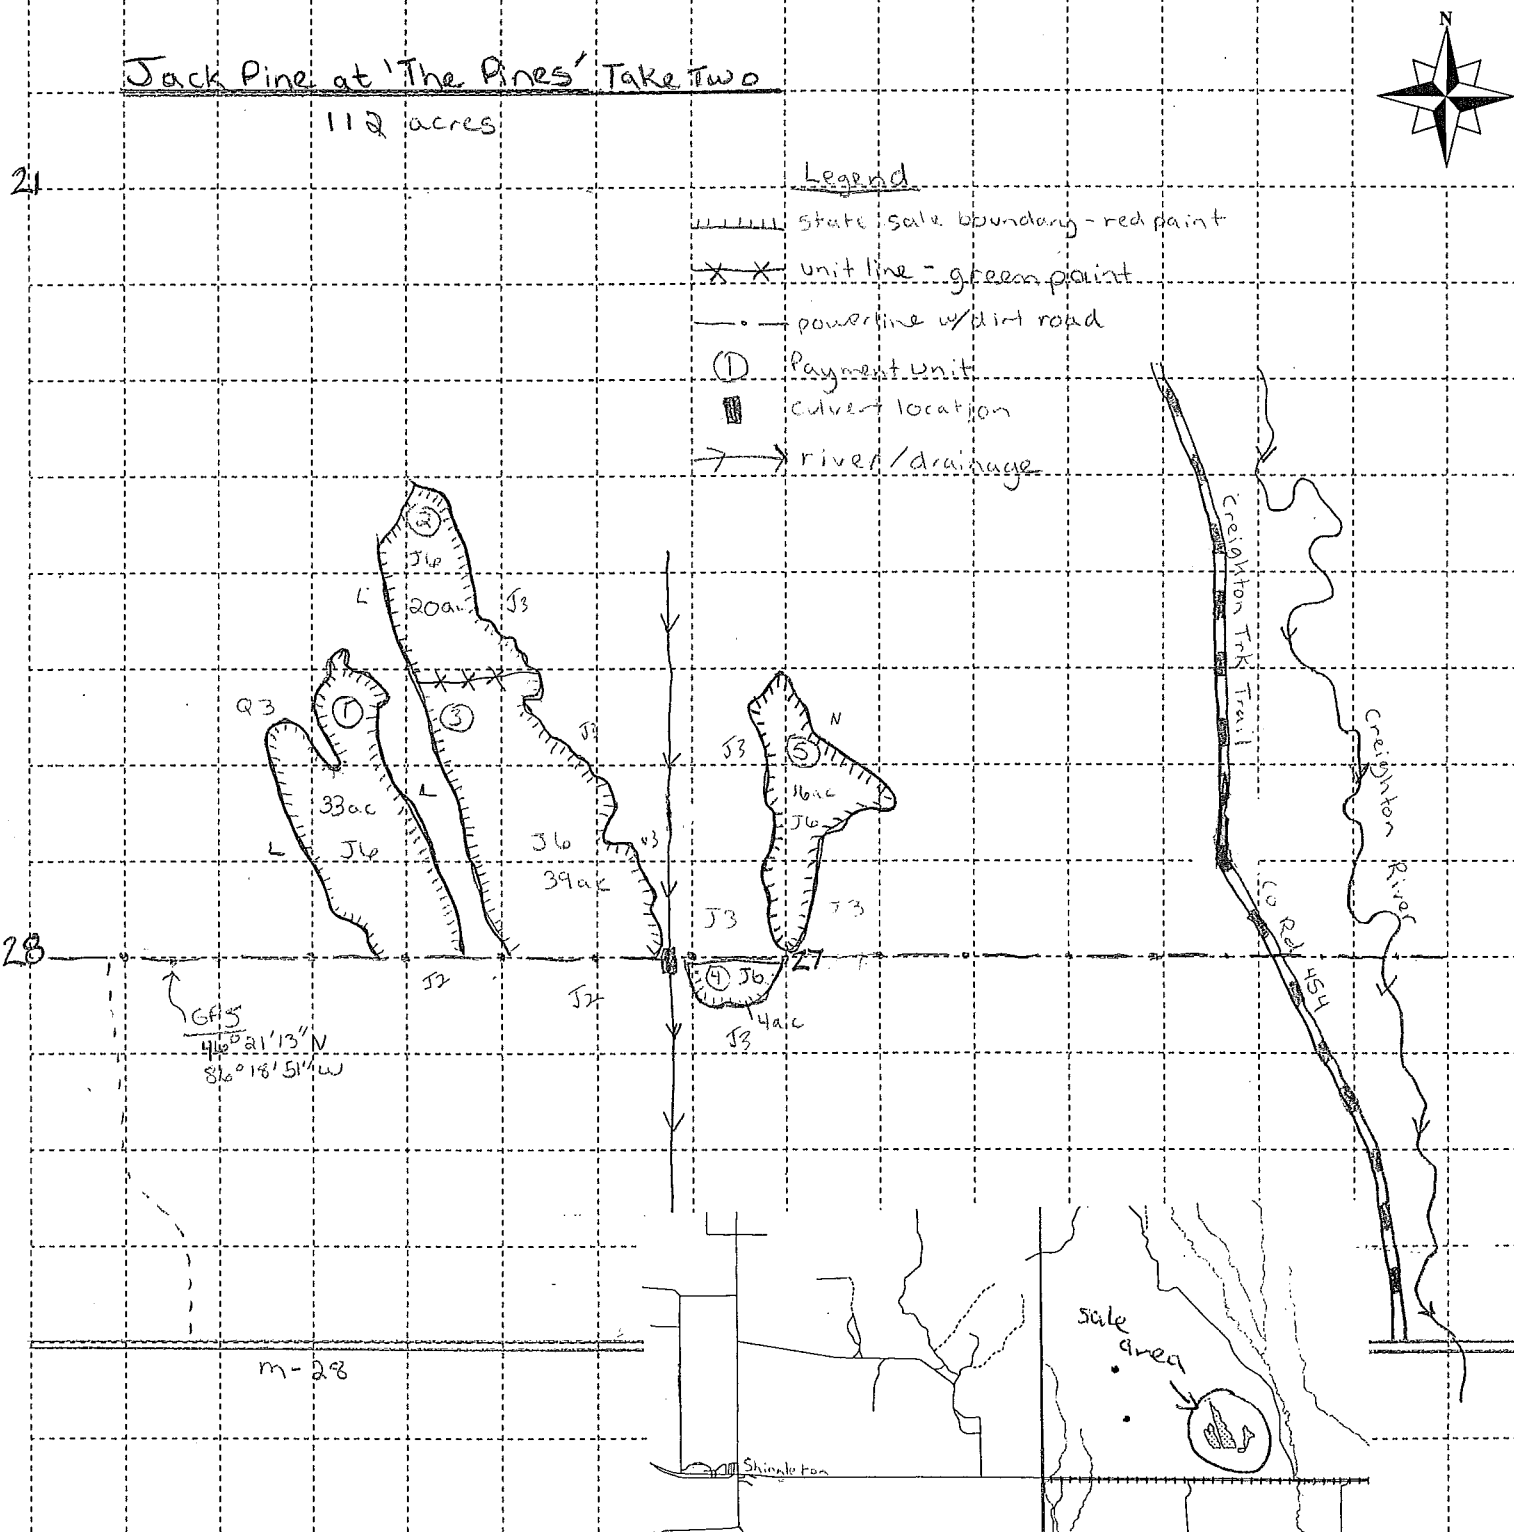 N
Jack Pine at 'The Pines' Take Two
112 acres
21
Legend
state sale boundary - red paint
unit line - green paint
powerline w/dirt road
1 Payment unit
culvert location
river/drainage
2
J6
20ac
L
J3
Q3
1
3
33ac
J6
L
L
J3
J6
39ac
J3
N
5
16ac
J6
J3
J3
28
27
J2
J2
4 J6
4ac
J3
GPS
46°21'13"N
86°18'51"W
Creighton Trk Trail
Creighton River
Co Rd 454
M-28
sale
area
Shingleton